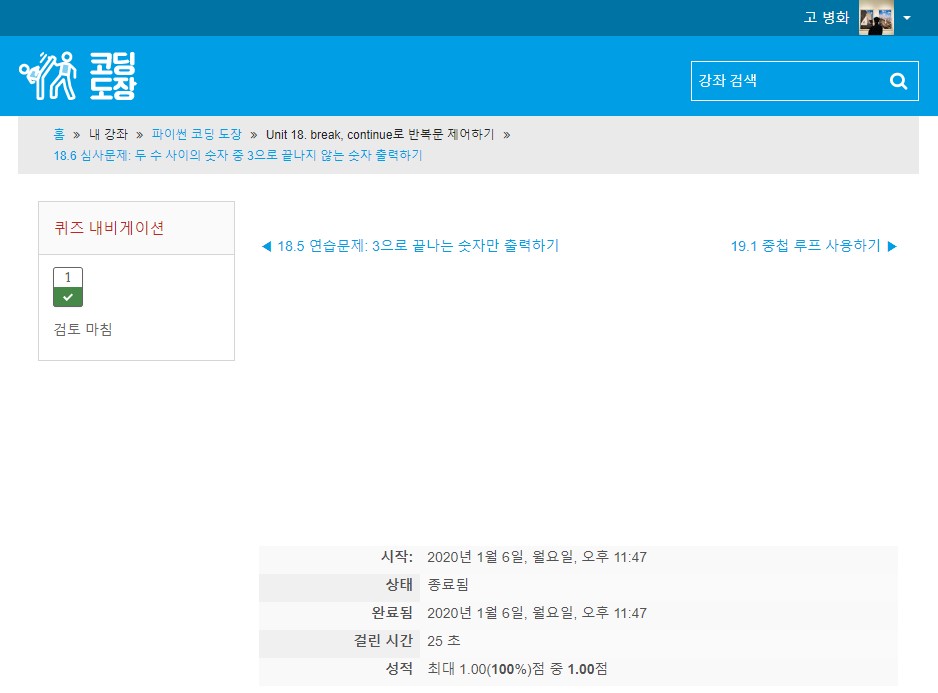 고 병화
코딩
도장
강좌 검색
홈 » 내 강좌 » 파이썬 코딩 도장 » Unit 18. break, continue로 반복문 제어하기 »
18.6 심사문제: 두 수 사이의 숫자 중 3으로 끝나지 않는 숫자 출력하기
퀴즈 내비게이션
1
검토 마침
◀ 18.5 연습문제: 3으로 끝나는 숫자만 출력하기
19.1 중첩 루프 사용하기 ▶
시작: 2020년 1월 6일, 월요일, 오후 11:47
상태 종료됨
완료됨 2020년 1월 6일, 월요일, 오후 11:47
걸린 시간 25 초
성적 최대 1.00(100%)점 중 1.00점